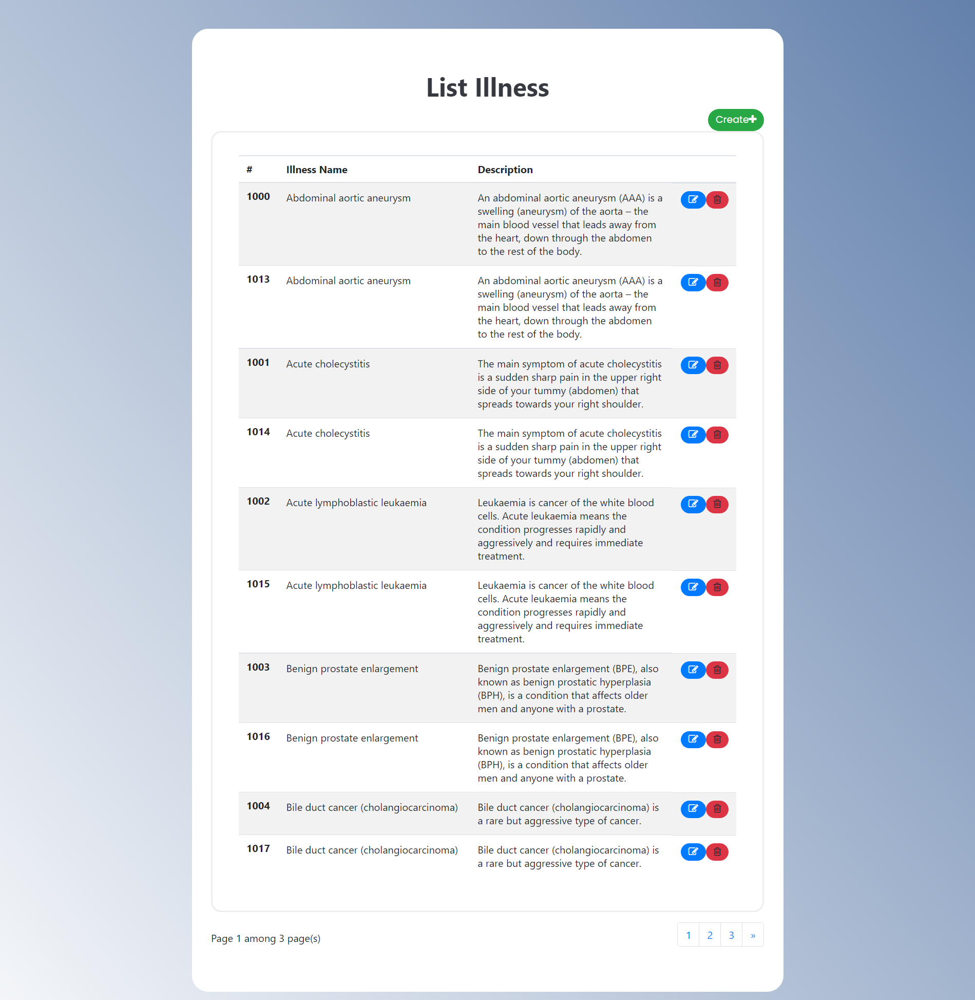 List Illness
Create
# Illness Name Description
1000 Abdominal aortic aneurysm An abdominal aortic aneurysm (AAA) is a
swelling (aneurysm) of the aorta – the
main blood vessel that leads away from
the heart, down through the abdomen
to the rest of the body.
1013 Abdominal aortic aneurysm An abdominal aortic aneurysm (AAA) is a
swelling (aneurysm) of the aorta – the
main blood vessel that leads away from
the heart, down through the abdomen
to the rest of the body.
1001 Acute cholecystitis The main symptom of acute cholecystitis
is a sudden sharp pain in the upper right
side of your tummy (abdomen) that
spreads towards your right shoulder.
1014 Acute cholecystitis The main symptom of acute cholecystitis
is a sudden sharp pain in the upper right
side of your tummy (abdomen) that
spreads towards your right shoulder.
1002 Acute lymphoblastic leukaemia Leukaemia is cancer of the white blood
cells. Acute leukaemia means the
condition progresses rapidly and
aggressively and requires immediate
treatment.
1015 Acute lymphoblastic leukaemia Leukaemia is cancer of the white blood
cells. Acute leukaemia means the
condition progresses rapidly and
aggressively and requires immediate
treatment.
1003 Benign prostate enlargement Benign prostate enlargement (BPE), also
known as benign prostatic hyperplasia
(BPH), is a condition that affects older
men and anyone with a prostate.
1016 Benign prostate enlargement Benign prostate enlargement (BPE), also
known as benign prostatic hyperplasia
(BPH), is a condition that affects older
men and anyone with a prostate.
1004 Bile duct cancer (cholangiocarcinoma) Bile duct cancer (cholangiocarcinoma) is
a rare but aggressive type of cancer.
1017 Bile duct cancer (cholangiocarcinoma) Bile duct cancer (cholangiocarcinoma) is
a rare but aggressive type of cancer.
Page 1 among 3 page(s) 1 2 3 »